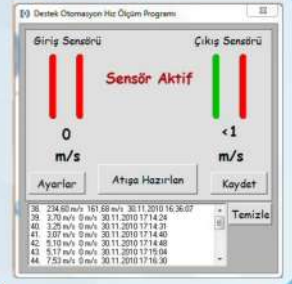 Destek Otomasyon Hız Ölçüm Programı
Giriş Sensörü Çıkış Sensörü
Sensör Aktif
0 <1
m/s m/s
Ayarlar Atışa Hazırlan Kaydet
Temizle
36. 234,60 m/s 161,68 m/s 30.11.2010 16:36:07
39. 3,70 m/s 0 m/s 30.11.2010 17:14:24
40. 3,25 m/s 0 m/s 30.11.2010 17:14:31
41. 3,07 m/s 0 m/s 30.11.2010 17:14:40
42. 5,10 m/s 0 m/s 30.11.2010 17:14:48
43. 5,17 m/s 0 m/s 30.11.2010 17:15:04
44. 7,53 m/s 0 m/s 30.11.2010 17:16:30